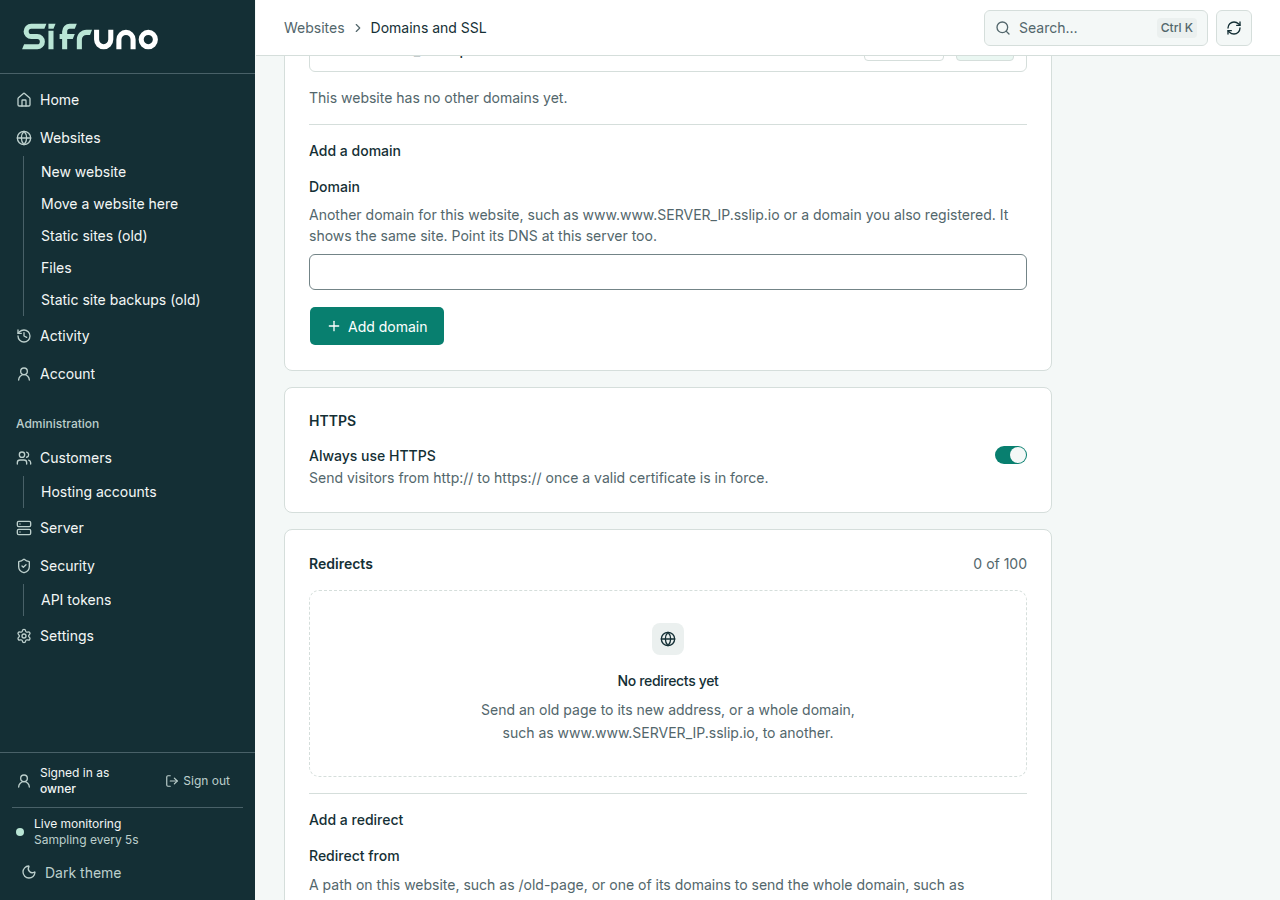 Sifruno
Websites > Domains and SSL
Search...
Ctrl K
Home
Websites
New website
Move a website here
Static sites (old)
Files
Static site backups (old)
Activity
Account
Administration
Customers
Hosting accounts
Server
Security
API tokens
Settings
Signed in as
owner
Sign out
Live monitoring
Sampling every 5s
Dark theme
This website has no other domains yet.
Add a domain
Domain
Another domain for this website, such as www.www.SERVER_IP.sslip.io or a domain you also registered. It
shows the same site. Point its DNS at this server too.
Add domain
HTTPS
Always use HTTPS
Send visitors from http:// to https:// once a valid certificate is in force.
Redirects
0 of 100
No redirects yet
Send an old page to its new address, or a whole domain,
such as www.www.SERVER_IP.sslip.io, to another.
Add a redirect
Redirect from
A path on this website, such as /old-page, or one of its domains to send the whole domain, such as